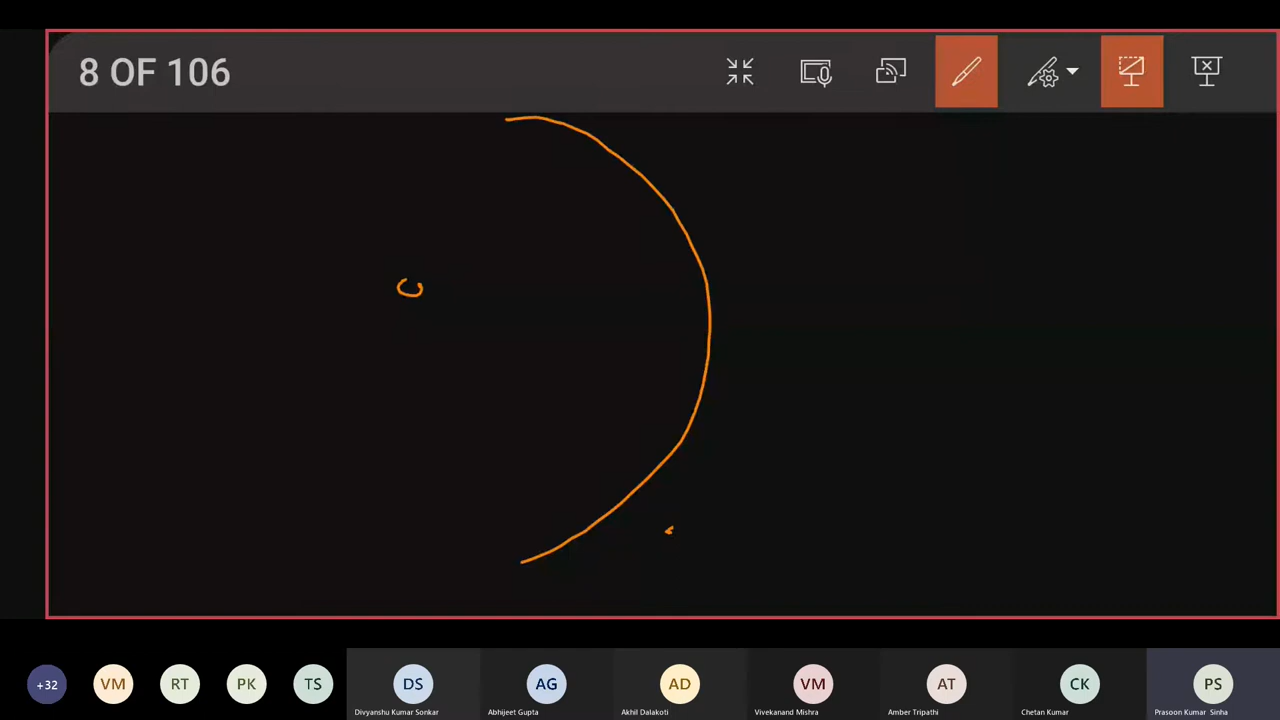 8 OF 106
+32
VM
RT
PK
TS
DS
AG
AD
VM
AT
CK
PS
Divyanshu Kumar Sonkar
Abhijeet Gupta
Akhil Dalakoti
Vivekanand Mishra
Amber Tripathi
Chetan Kumar
Prasoon Kumar Sinha